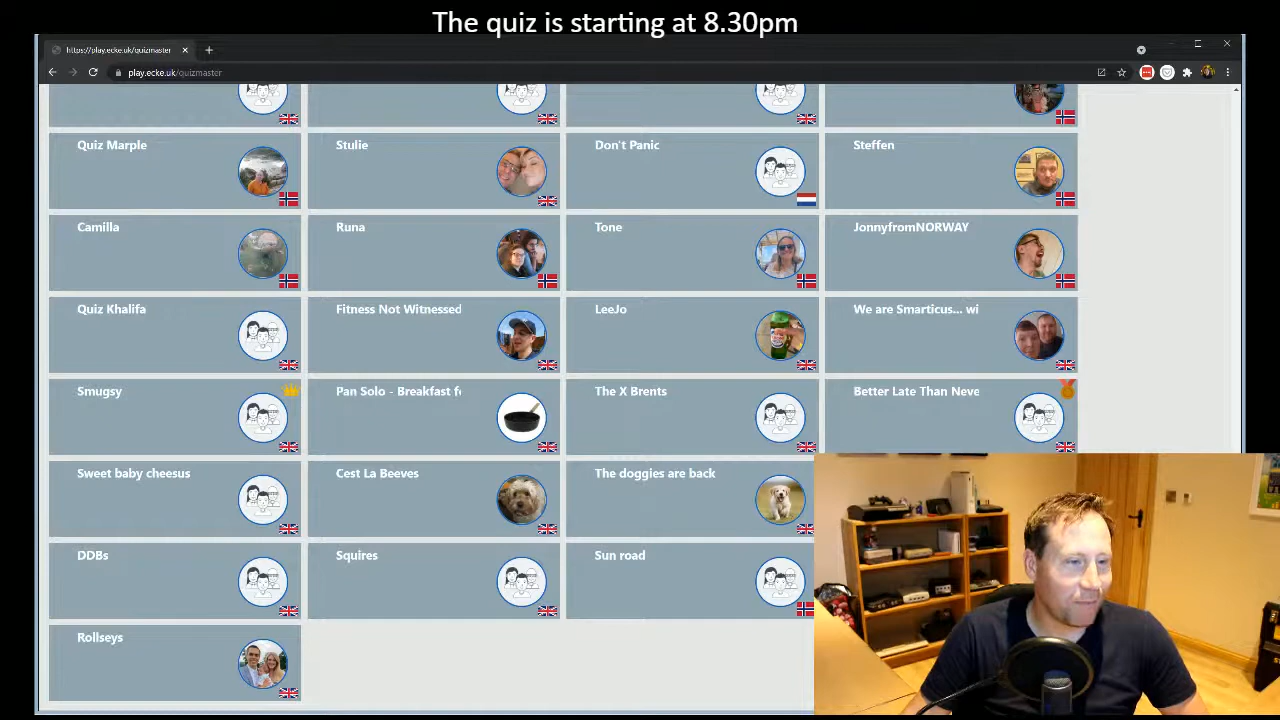 The quiz is starting at 8.30pm
https://play.ecke.uk/quizmaster
play.ecke.uk/quizmaster
Quiz Marple
Stulie
Don't Panic
Steffen
Camilla
Runa
Tone
JonnyfromNORWAY
Quiz Khalifa
Fitness Not Witnessed
LeeJo
We are Smarticus... wi
Smugsy
Pan Solo - Breakfast fo
The X Brents
Better Late Than Neve
Sweet baby cheesus
Cest La Beeves
The doggies are back
DDBs
Squires
Sun road
Rollseys